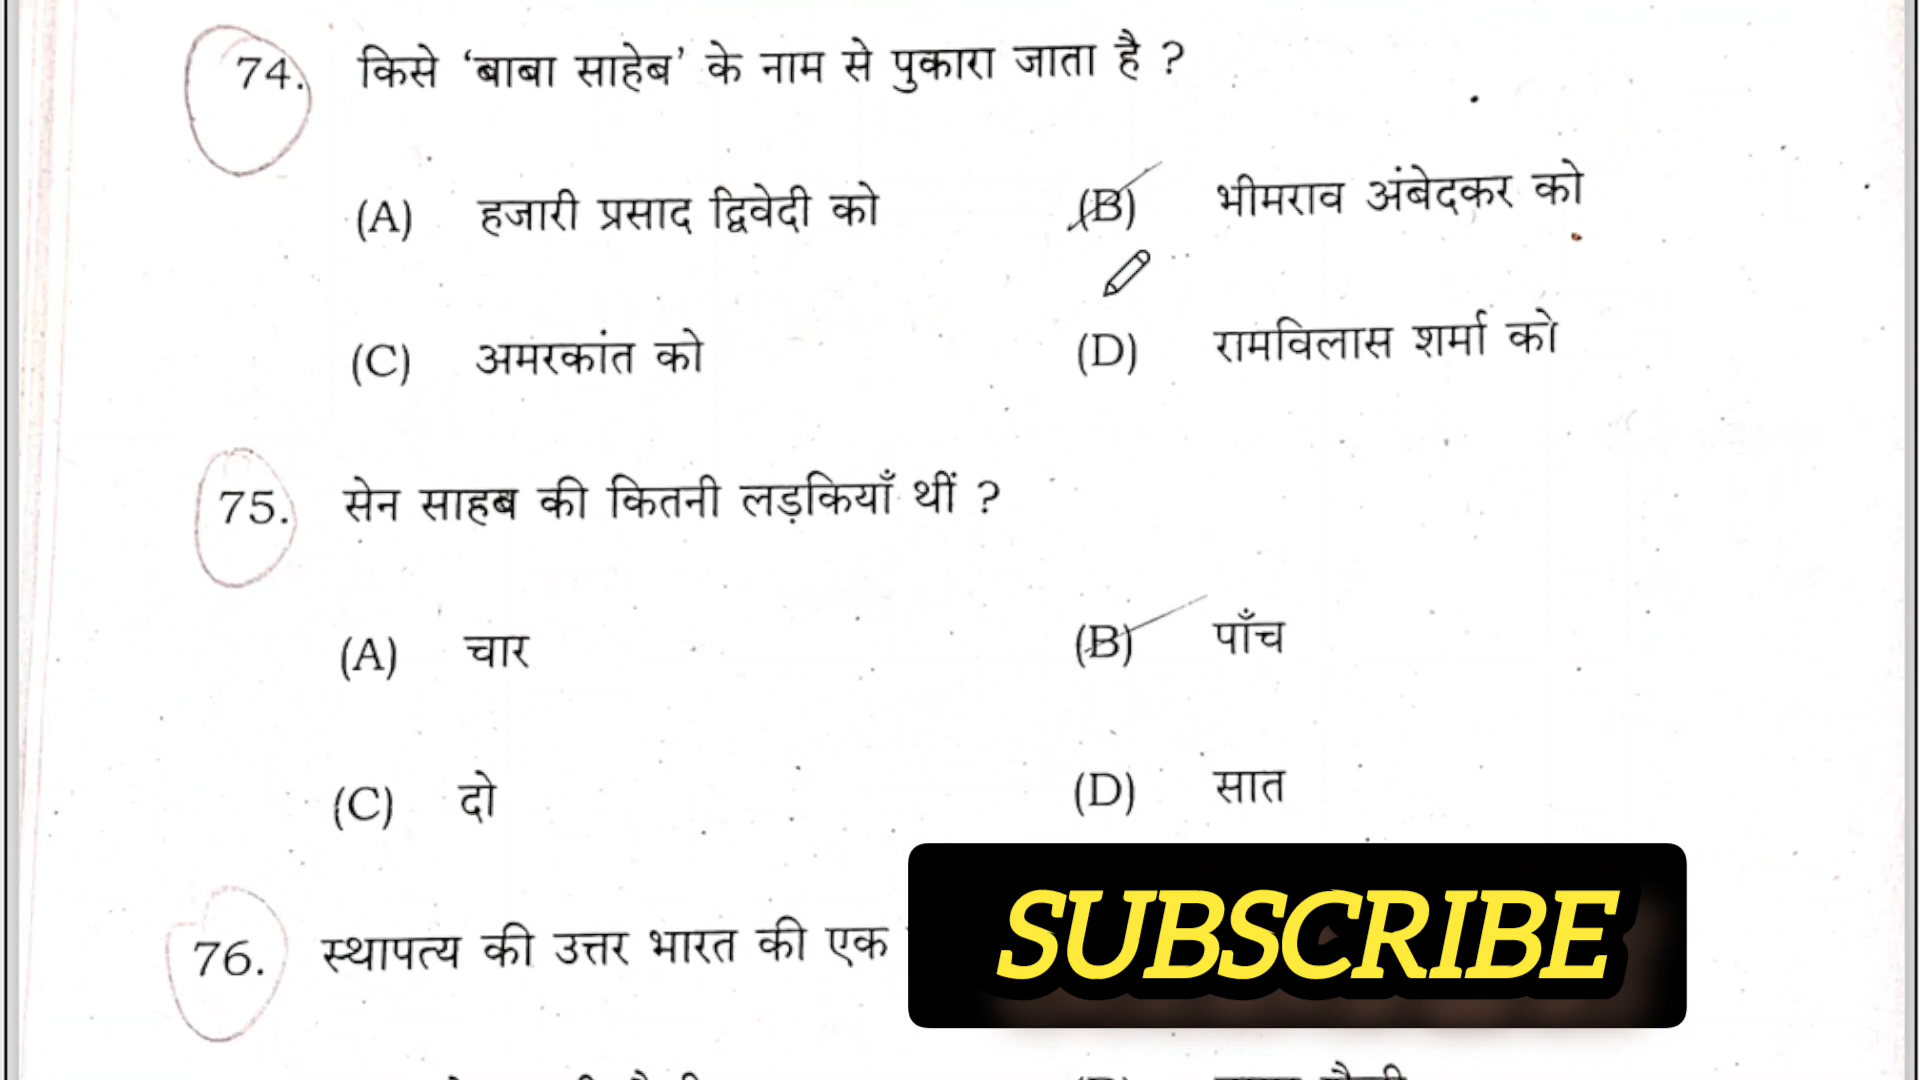 74. किसे ‘बाबा साहेब’ के नाम से पुकारा जाता है ?
(A) हजारी प्रसाद द्विवेदी को (B) भीमराव अंबेदकर को
(C) अमरकांत को (D) रामविलास शर्मा को
75. सेन साहब की कितनी लड़कियाँ थीं ?
(A) चार (B) पाँच
(C) दो (D) सात
76. स्थापत्य की उत्तर भारत की एक
SUBSCRIBE